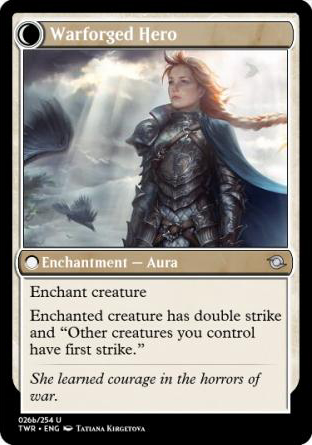 Warforged Hero
Enchantment — Aura
Enchant creature
Enchanted creature has double strike
and “Other creatures you control
have first strike.”
She learned courage in the horrors of
war.
026b/254 U
TWR • ENG Tatiana Kirgetova